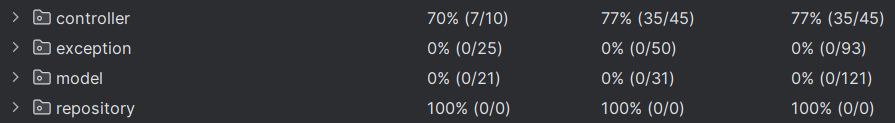 controller 70% (7/10) 77% (35/45) 77% (35/45)
exception 0% (0/25) 0% (0/50) 0% (0/93)
model 0% (0/21) 0% (0/31) 0% (0/121)
repository 100% (0/0) 100% (0/0) 100% (0/0)